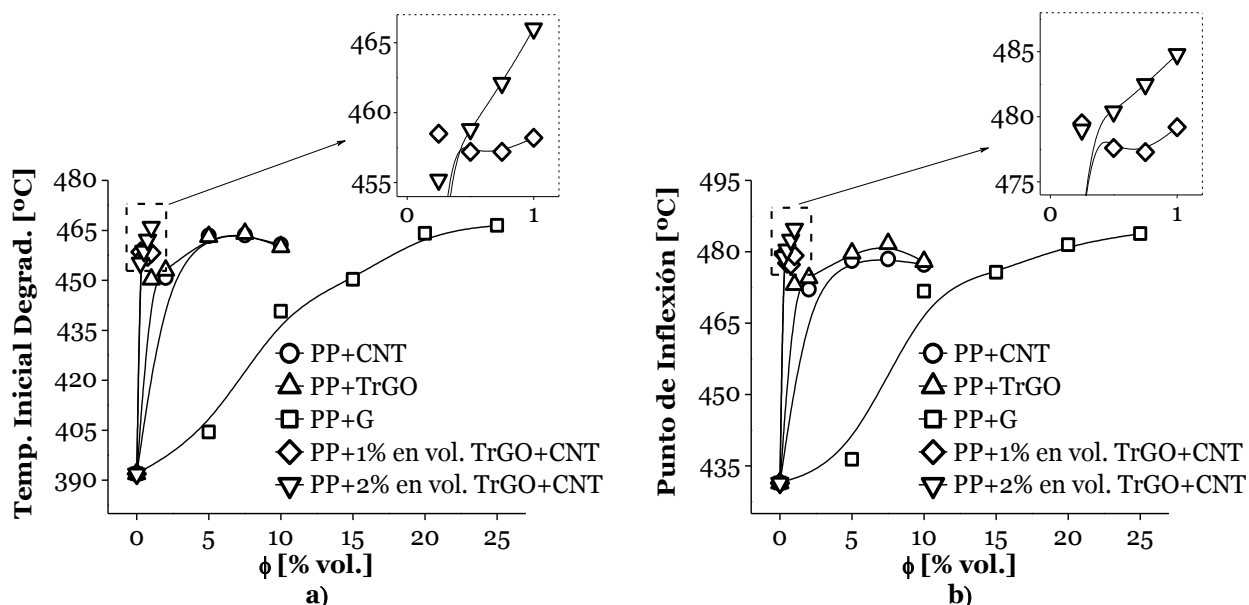 465
460
455
0
1
480
465
450
435
420
405
390
Temp. Inicial Degrad. [ºC]
PP+CNT
PP+TrGO
PP+G
PP+1% en vol. TrGO+CNT
PP+2% en vol. TrGO+CNT
0 5 10 15 20 25
ϕ [% vol.]
a)
485
480
475
0
1
495
480
465
450
435
Punto de Inflexión [ºC]
PP+CNT
PP+TrGO
PP+G
PP+1% en vol. TrGO+CNT
PP+2% en vol. TrGO+CNT
0 5 10 15 20 25
ϕ [% vol.]
b)